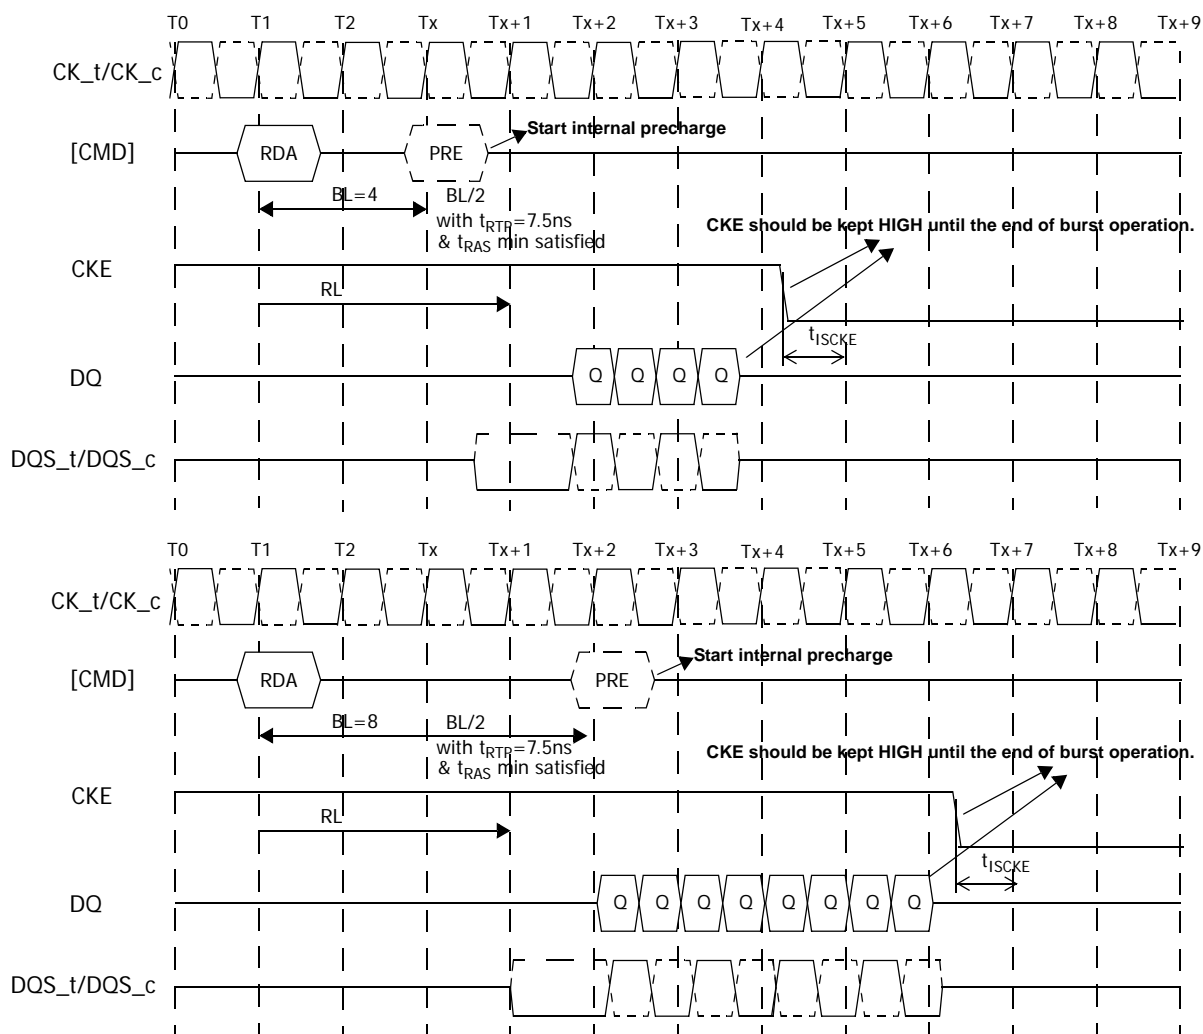 T0 T1 T2 Tx Tx+1 Tx+2 Tx+3 Tx+4 Tx+5 Tx+6 Tx+7 Tx+8 Tx+9
CK_t/CK_c
Start internal precharge
[CMD] RDA PRE
BL=4 BL/2
with tRTP=7.5ns
& tRAS min satisfied
CKE should be kept HIGH until the end of burst operation.
CKE
RL
tISCKE
DQ Q Q Q Q
DQS_t/DQS_c
T0 T1 T2 Tx Tx+1 Tx+2 Tx+3 Tx+4 Tx+5 Tx+6 Tx+7 Tx+8 Tx+9
CK_t/CK_c
Start internal precharge
[CMD] RDA PRE
BL=8 BL/2
with tRTP=7.5ns
& tRAS min satisfied
CKE should be kept HIGH until the end of burst operation.
CKE
RL
tISCKE
DQ Q Q Q Q Q Q Q Q
DQS_t/DQS_c